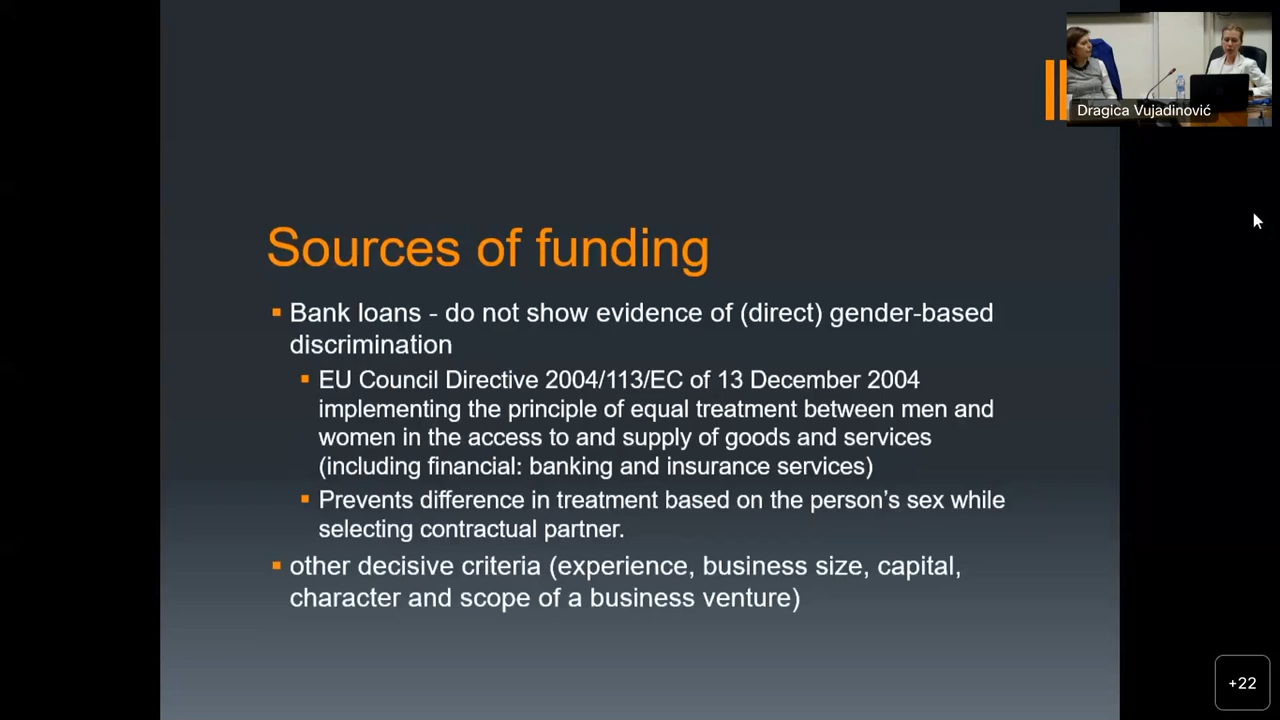 Dragica Vujadinović
Sources of funding
Bank loans - do not show evidence of (direct) gender-based
discrimination
EU Council Directive 2004/113/EC of 13 December 2004
implementing the principle of equal treatment between men and
women in the access to and supply of goods and services
(including financial: banking and insurance services)
Prevents difference in treatment based on the person's sex while
selecting contractual partner.
other decisive criteria (experience, business size, capital,
character and scope of a business venture)
+22